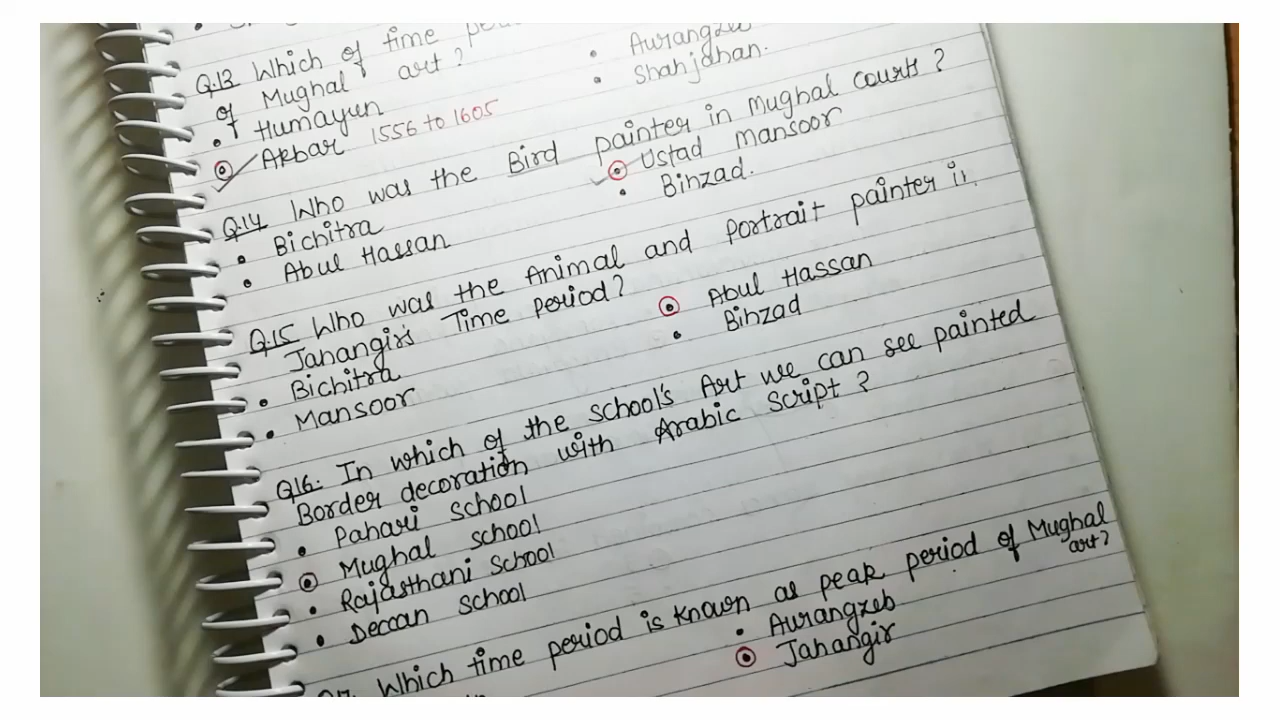 Q.13 Which of time
of Mughal art?
• Humayun
• Akbar 1556 to 1605
• Aurangzeb
• Shahjahan.
Q.14 Who was the Bird painter in Mughal courts?
• Bichitra
• Abul Hassan
• Ustad mansoor
• Bihzad.
Q.15 Who was the Animal and Portrait painter in
Jahangir's Time period?
• Bichitra
• Mansoor
• Abul Hassan
• Bihzad
Q16. In which of the school's Art we can see painted
Border decoration with Arabic Script?
• Pahari school
• Mughal school
• Rajasthani School
• Deccan school
Which time period is known as peak period of Mughal
art?
• Aurangzeb
• Jahangir